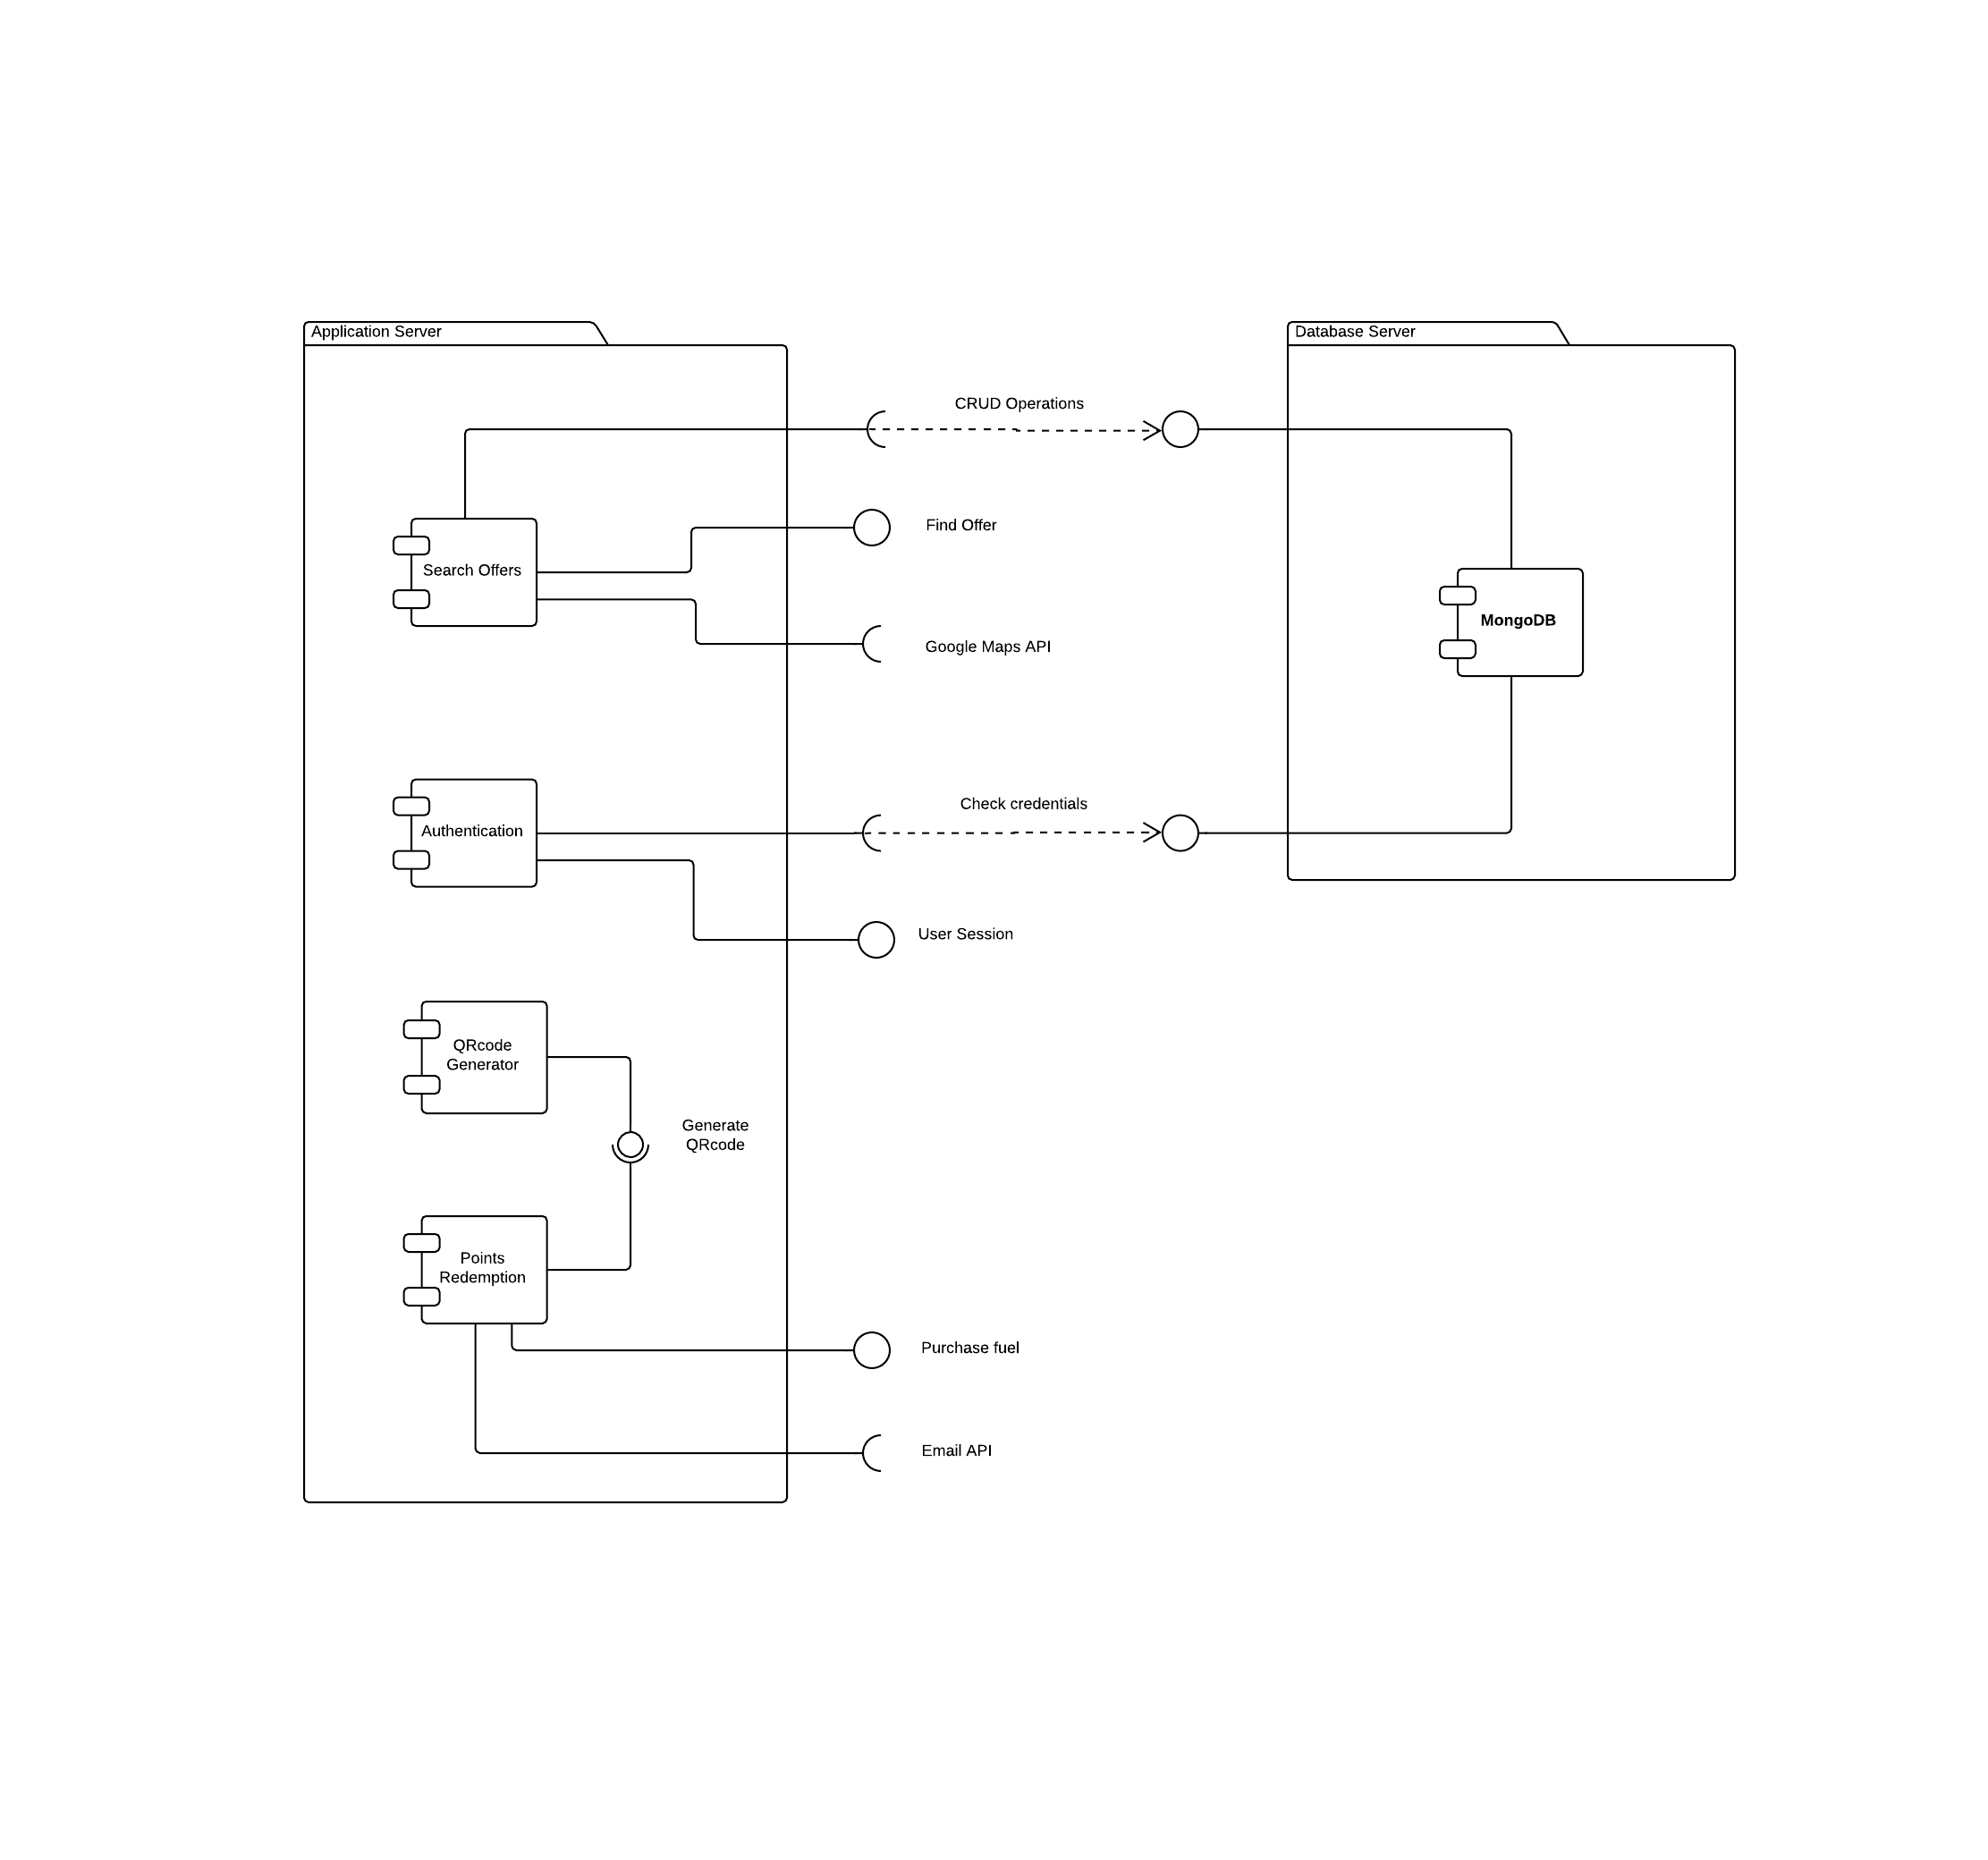 Application Server
Database Server
CRUD Operations
Find Offer
Search Offers
Google Maps API
MongoDB
Check credentials
Authentication
User Session
QRcode
Generator
Generate
QRcode
Points
Redemption
Purchase fuel
Email API